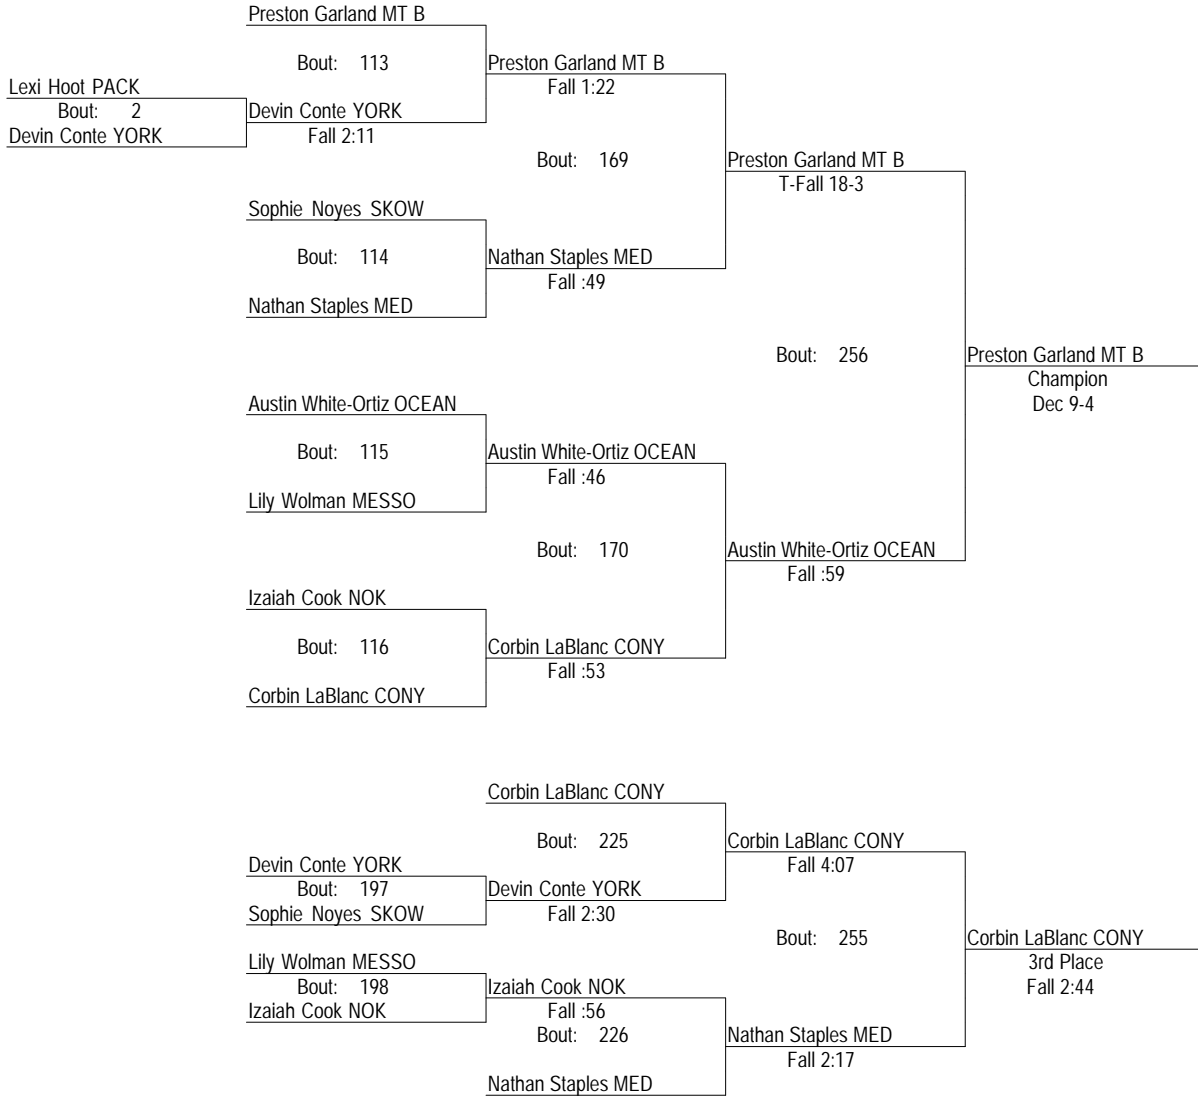 Preston Garland MT B
Bout: 113
Preston Garland MT B
Fall 1:22
Lexi Hoot PACK
Bout: 2
Devin Conte YORK
Devin Conte YORK
Fall 2:11
Bout: 169
Preston Garland MT B
T-Fall 18-3
Sophie Noyes SKOW
Bout: 114
Nathan Staples MED
Fall :49
Nathan Staples MED
Bout: 256
Preston Garland MT B
Champion
Dec 9-4
Austin White-Ortiz OCEAN
Bout: 115
Austin White-Ortiz OCEAN
Fall :46
Lily Wolman MESSO
Bout: 170
Austin White-Ortiz OCEAN
Fall :59
Izaiah Cook NOK
Bout: 116
Corbin LaBlanc CONY
Fall :53
Corbin LaBlanc CONY
Corbin LaBlanc CONY
Bout: 225
Corbin LaBlanc CONY
Fall 4:07
Devin Conte YORK
Bout: 197
Devin Conte YORK
Sophie Noyes SKOW
Fall 2:30
Bout: 255
Corbin LaBlanc CONY
3rd Place
Fall 2:44
Lily Wolman MESSO
Bout: 198
Izaiah Cook NOK
Izaiah Cook NOK
Fall :56
Bout: 226
Nathan Staples MED
Fall 2:17
Nathan Staples MED